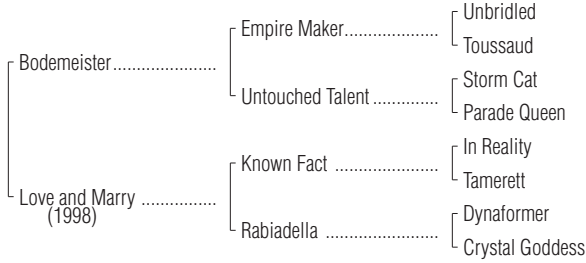 Unbridled
Empire Maker.....................
Toussaud
Bodemeister.......................
Storm Cat
Untouched Talent ...............
Parade Queen
In Reality
Known Fact .......................
Tamerett
Love and Marry .................
(1998)
Dynaformer
Rabiadella .........................
Crystal Goddess